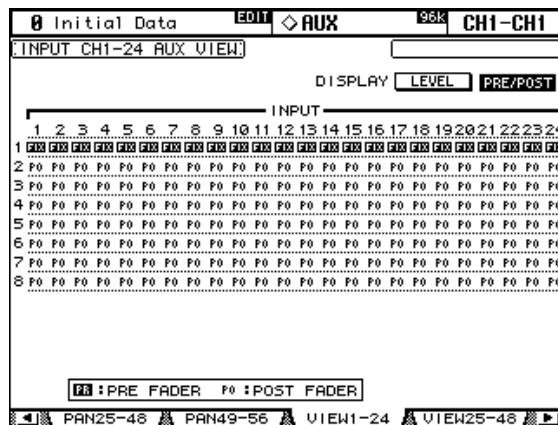 0 Initial Data EDIT ◇AUX 96k CH1-CH1
INPUT CH1-24 AUX VIEW
DISPLAY LEVEL PRE/POST
INPUT
1 2 3 4 5 6 7 8 9 10 11 12 13 14 15 16 17 18 19 20 21 22 23 2
1 FIX FIX FIX FIX FIX FIX FIX FIX FIX FIX FIX FIX FIX FIX FIX FIX FIX FIX FIX FIX FIX FIX FIX FIX
2 PO PO PO PO PO PO PO PO PO PO PO PO PO PO PO PO PO PO PO PO PO PO PO P
3 PO PO PO PO PO PO PO PO PO PO PO PO PO PO PO PO PO PO PO PO PO PO PO P
4 PO PO PO PO PO PO PO PO PO PO PO PO PO PO PO PO PO PO PO PO PO PO PO P
5 PO PO PO PO PO PO PO PO PO PO PO PO PO PO PO PO PO PO PO PO PO PO PO P
6 PO PO PO PO PO PO PO PO PO PO PO PO PO PO PO PO PO PO PO PO PO PO PO P
7 PO PO PO PO PO PO PO PO PO PO PO PO PO PO PO PO PO PO PO PO PO PO PO P
8 PO PO PO PO PO PO PO PO PO PO PO PO PO PO PO PO PO PO PO PO PO PO PO P
PR :PRE FADER PO :POST FADER
PAN25-48 PAN49-56 VIEW1-24 VIEW25-48